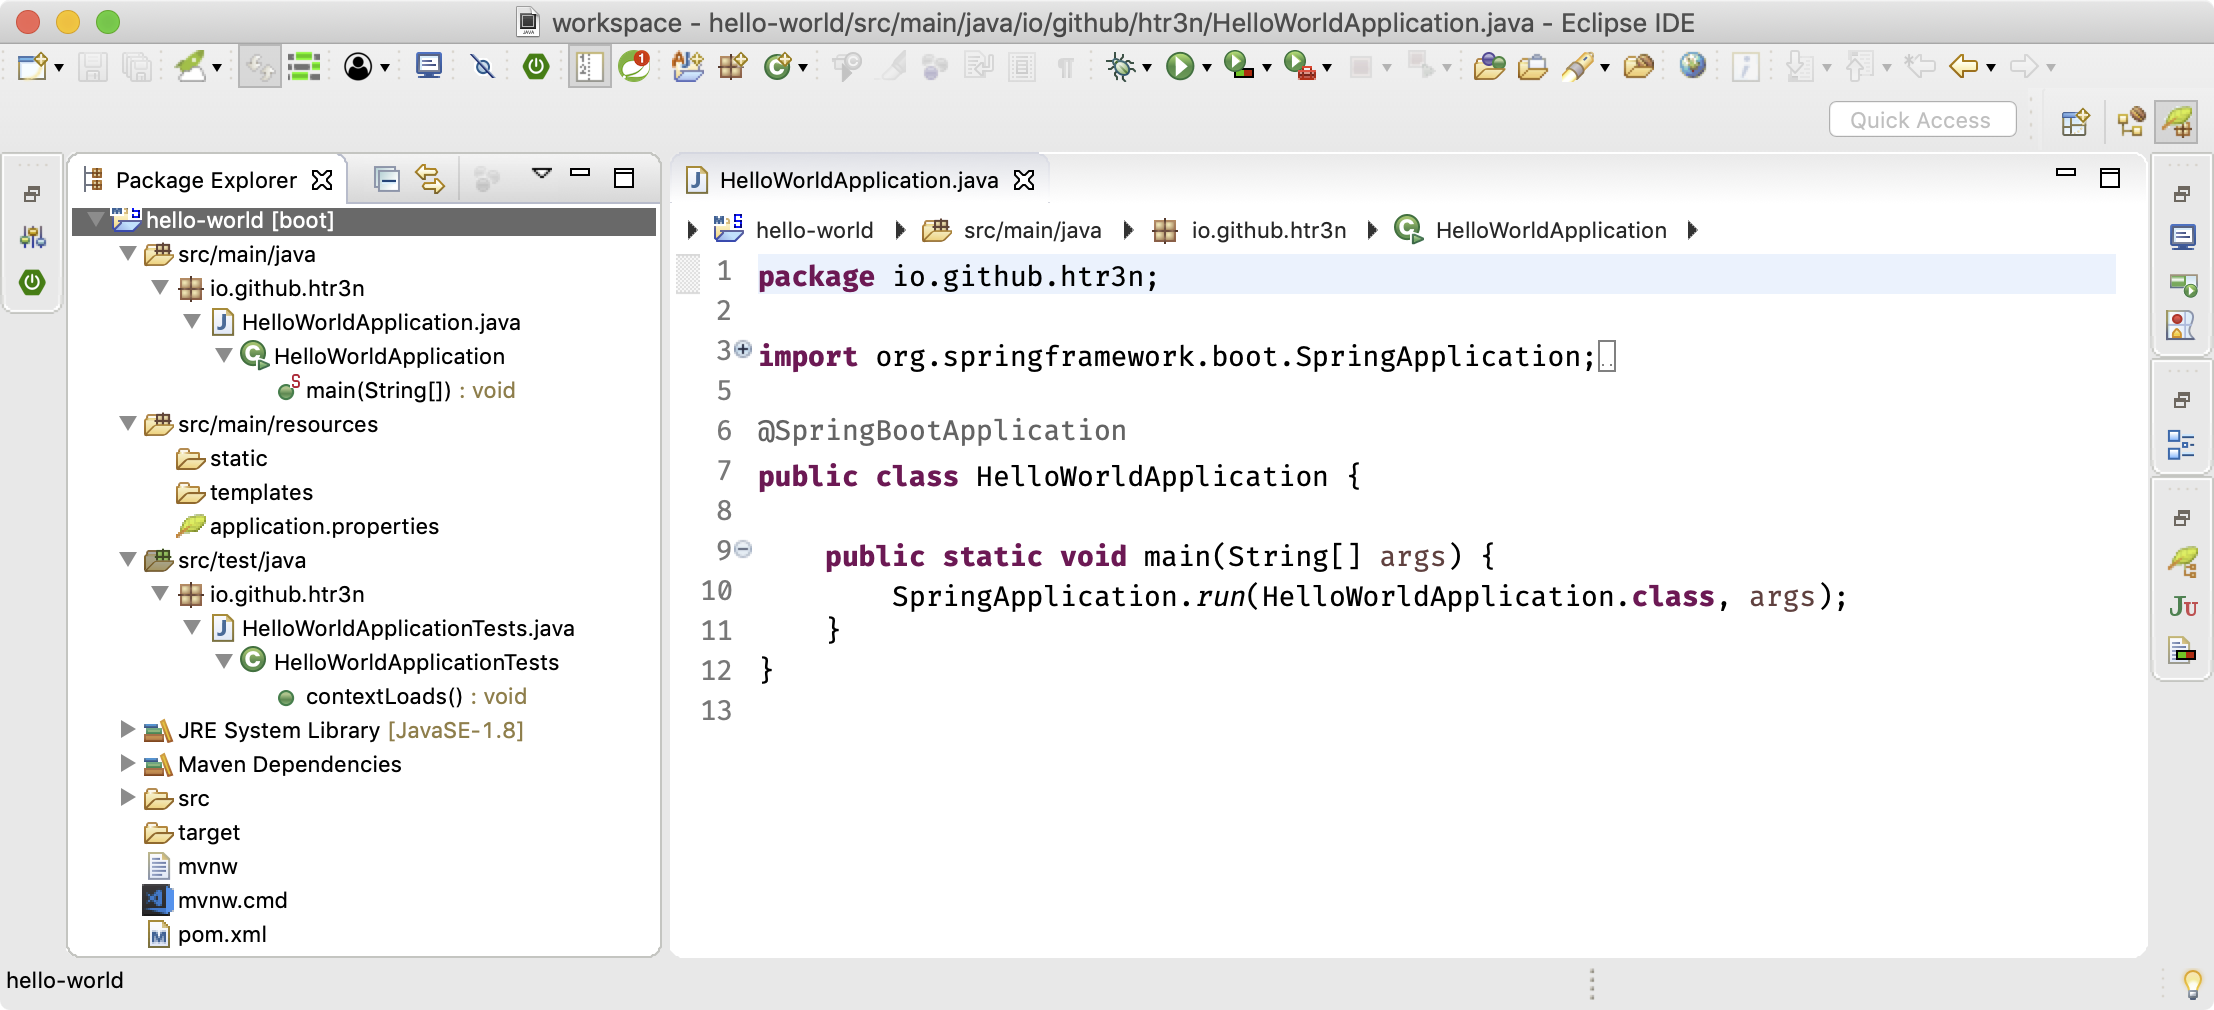 workspace - hello-world/src/main/java/io/github/htr3n/HelloWorldApplication.java - Eclipse IDE
Quick Access
Package Explorer
hello-world [boot]
src/main/java
io.github.htr3n
HelloWorldApplication.java
HelloWorldApplication
main(String[]) : void
src/main/resources
static
templates
application.properties
src/test/java
io.github.htr3n
HelloWorldApplicationTests.java
HelloWorldApplicationTests
contextLoads() : void
JRE System Library [JavaSE-1.8]
Maven Dependencies
src
target
mvnw
mvnw.cmd
pom.xml
HelloWorldApplication.java
hello-world src/main/java io.github.htr3n HelloWorldApplication
1 package io.github.htr3n;
2
3 import org.springframework.boot.SpringApplication;
5
6 @SpringBootApplication
7 public class HelloWorldApplication {
8
9 public static void main(String[] args) {
10 SpringApplication.run(HelloWorldApplication.class, args);
11 }
12 }
13
Ju
hello-world